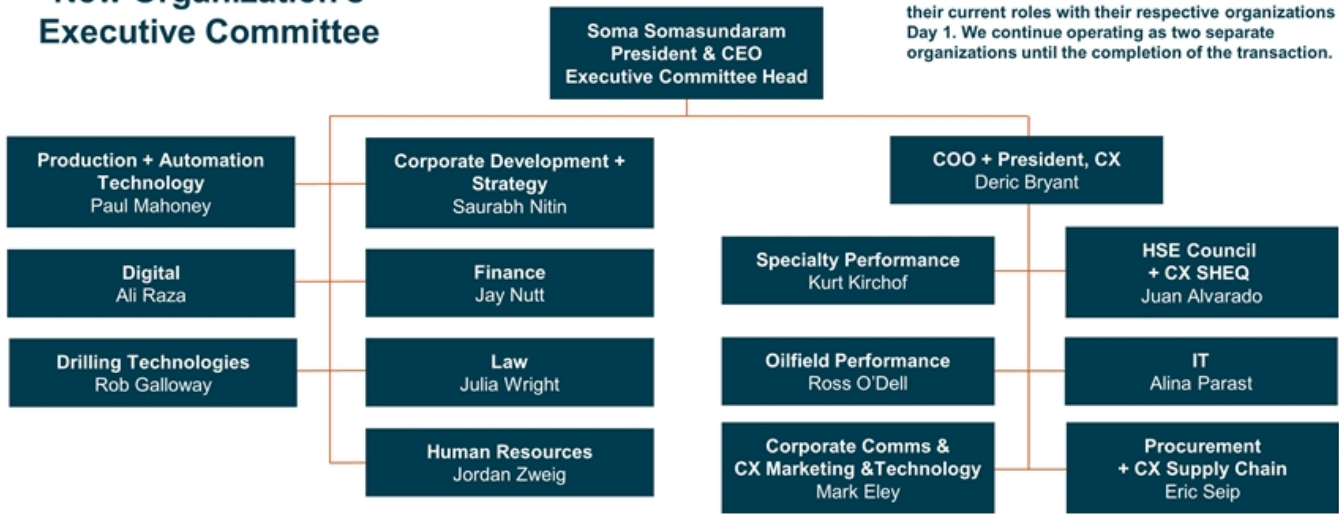 Executive Committee
their current roles with their respective organizations
Day 1. We continue operating as two separate
organizations until the completion of the transaction.
Soma Somasundaram
President & CEO
Executive Committee Head
Production + Automation
Technology
Paul Mahoney
Corporate Development +
Strategy
Saurabh Nitin
COO + President, CX
Deric Bryant
Digital
Ali Raza
Finance
Jay Nutt
Specialty Performance
Kurt Kirchof
HSE Council
+ CX SHEQ
Juan Alvarado
Drilling Technologies
Rob Galloway
Law
Julia Wright
Oilfield Performance
Ross O'Dell
IT
Alina Parast
Human Resources
Jordan Zweig
Corporate Comms &
CX Marketing &Technology
Mark Eley
Procurement
+ CX Supply Chain
Eric Seip